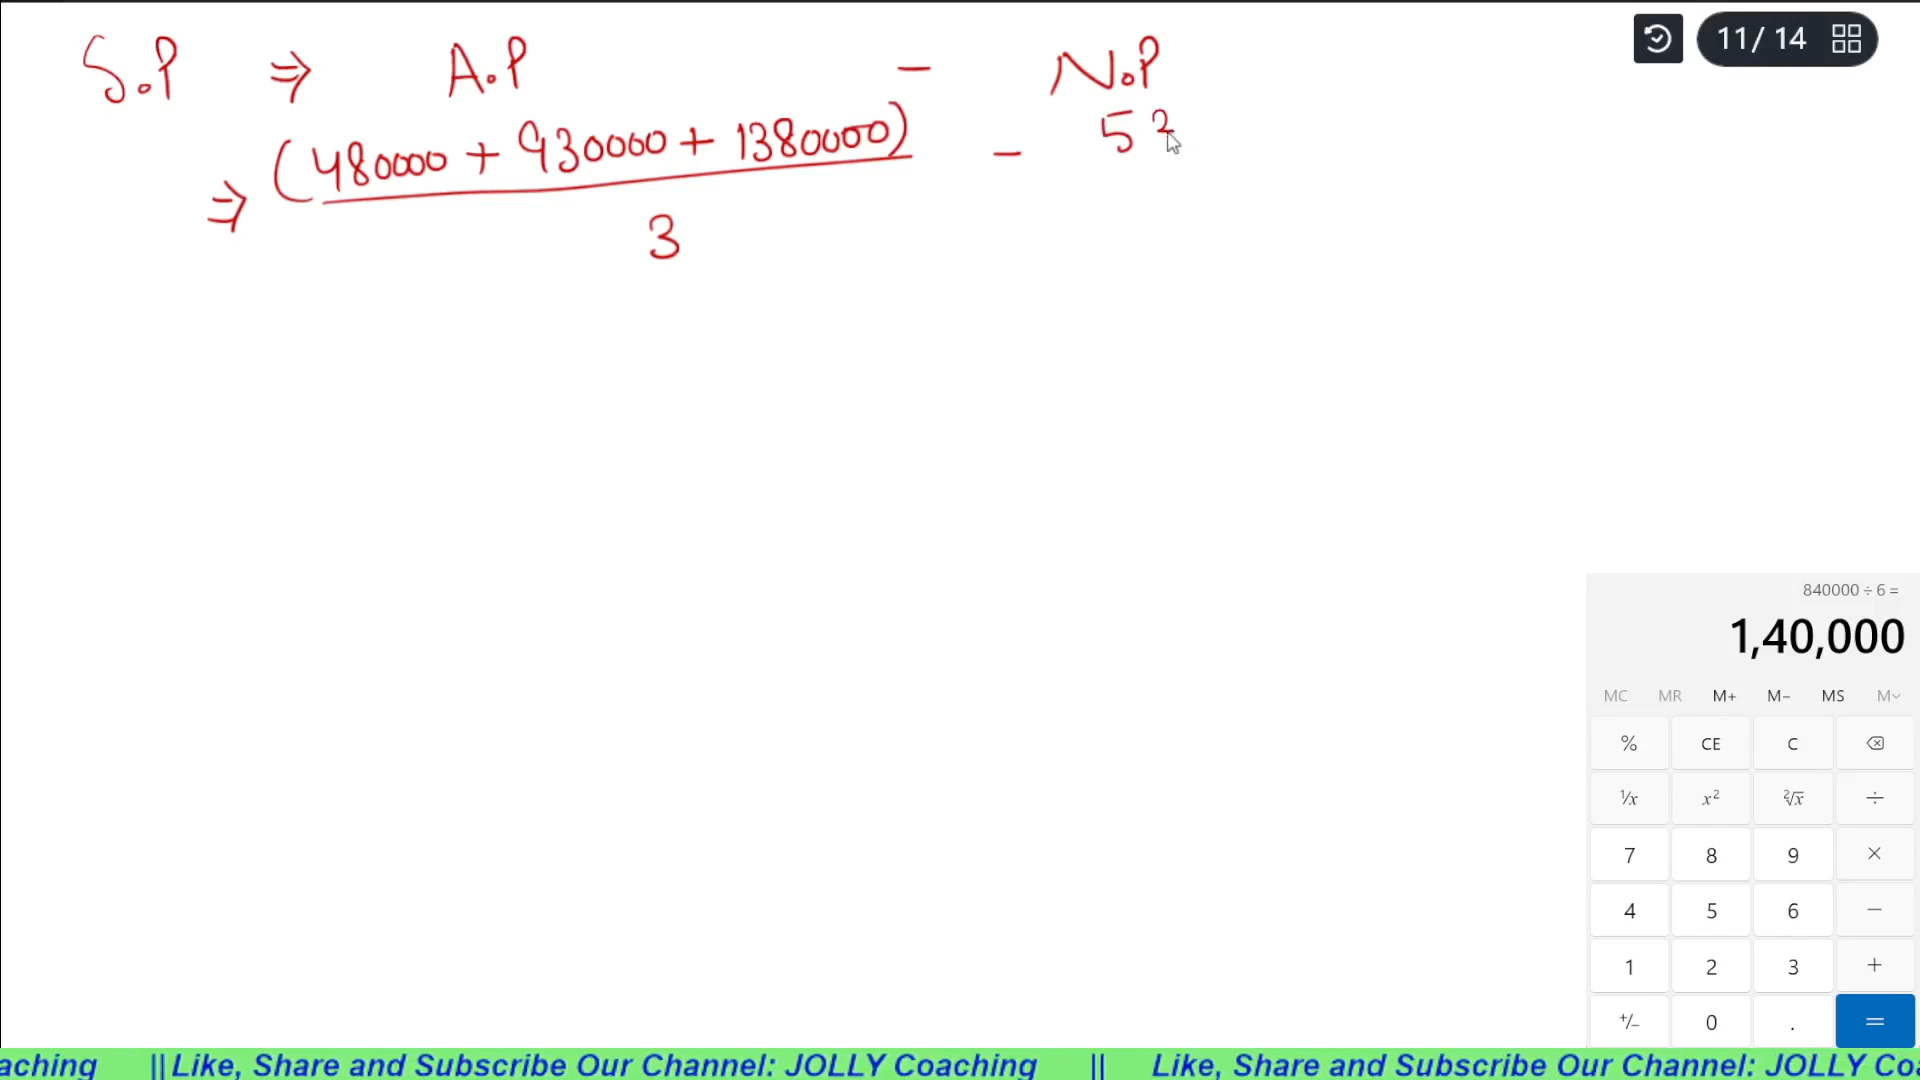 11/ 14
S.P ⇒ A.P - N.P
⇒ (480000 + 930000 + 1380000) - 52
3
840000 ÷ 6 =
1,40,000
MC MR M+ M- MS M
% CE C
1/x x² ²√x ÷
7 8 9 ×
4 5 6 −
1 2 3 +
+/- 0 . =
aching || Like, Share and Subscribe Our Channel: JOLLY Coaching || Like, Share and Subscribe Our Channel: JOLLY Coa